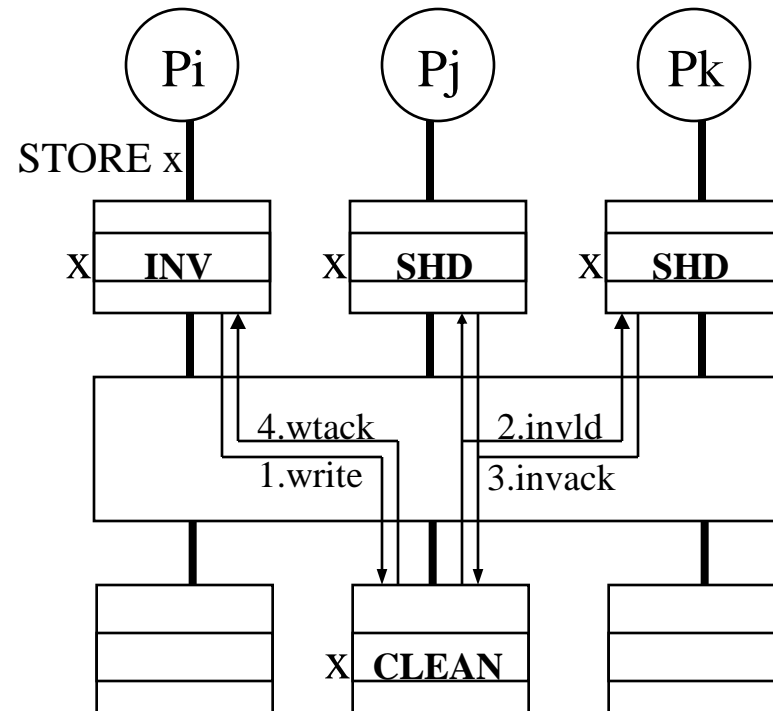 Pi Pj Pk
STORE x
X INV X SHD X SHD
4.wtack 2.invld
1.write 3.invack
X CLEAN